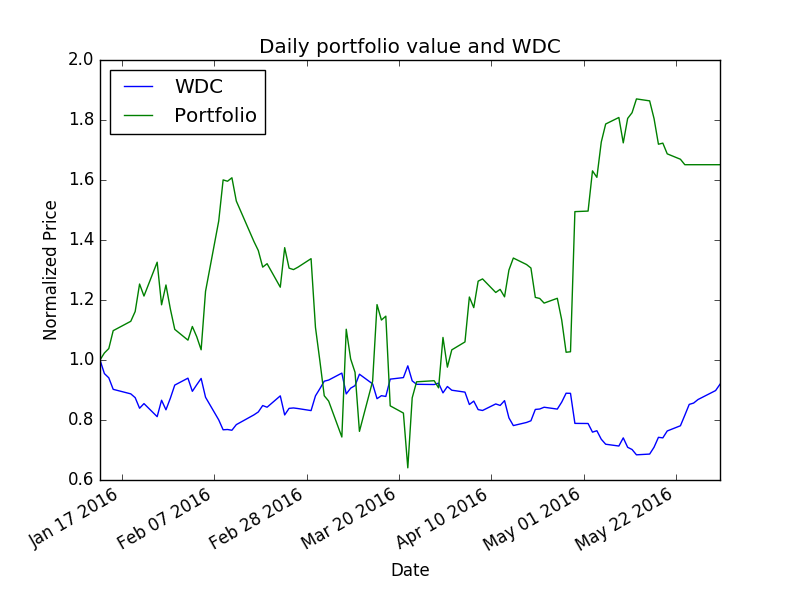 Daily portfolio value and WDC
WDC
Portfolio
Normalized Price
2.0
1.8
1.6
1.4
1.2
1.0
0.8
0.6
Jan 17 2016
Feb 07 2016
Feb 28 2016
Mar 20 2016
Apr 10 2016
May 01 2016
May 22 2016
Date